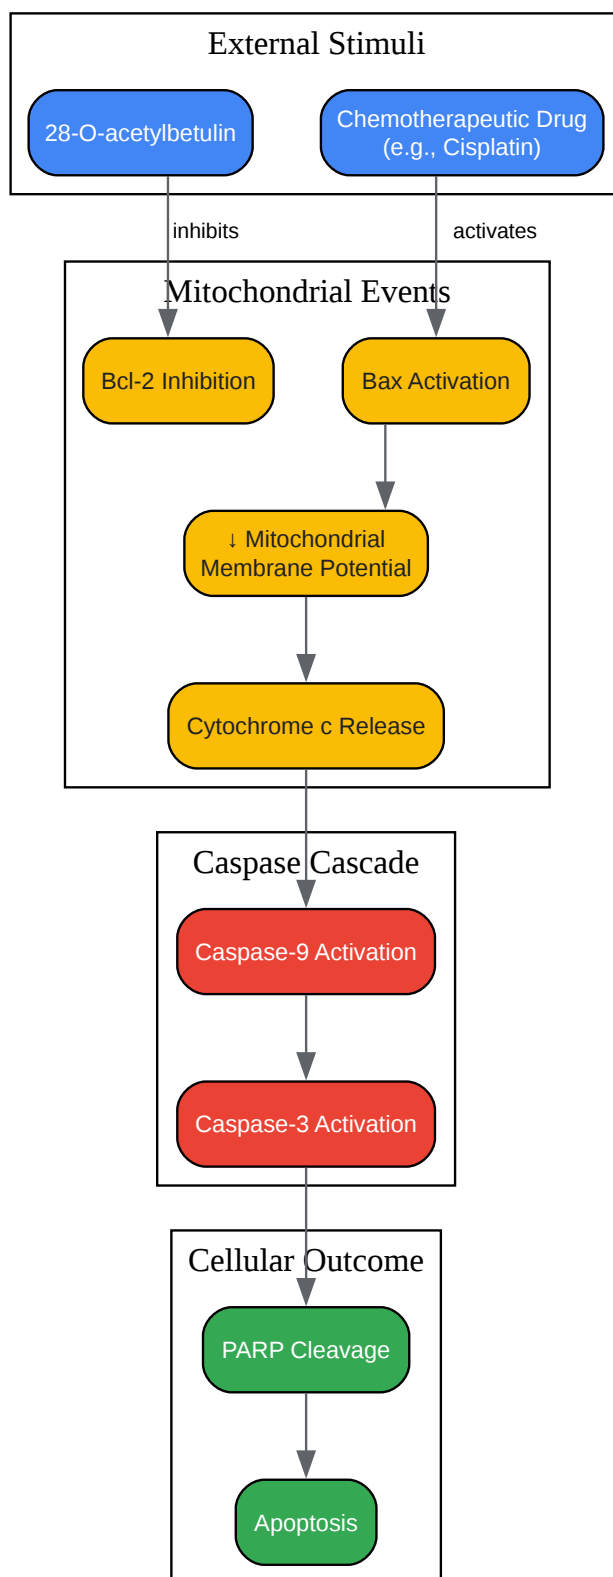 External Stimuli
28-O-acetylbetulin
Chemotherapeutic Drug
(e.g., Cisplatin)
inhibits
activates
Mitochondrial Events
Bcl-2 Inhibition
Bax Activation
↓ Mitochondrial
Membrane Potential
Cytochrome c Release
Caspase Cascade
Caspase-9 Activation
Caspase-3 Activation
Cellular Outcome
PARP Cleavage
Apoptosis